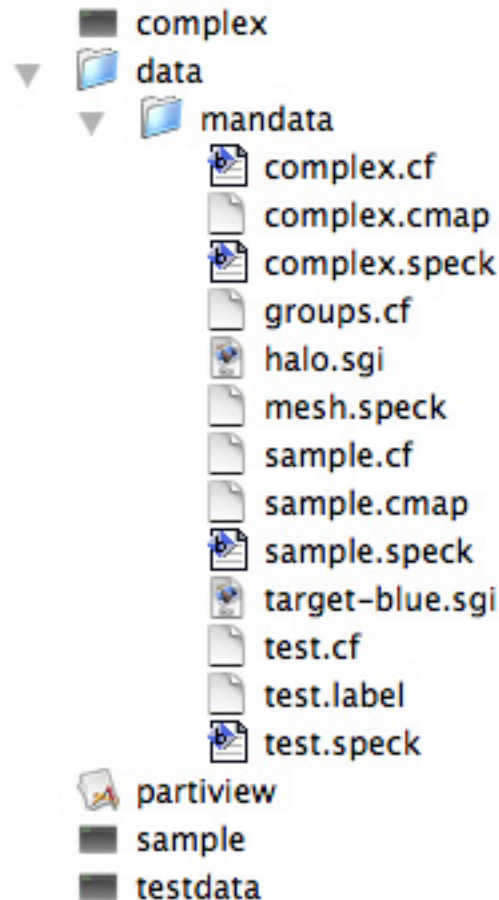 complex
data
mandata
complex.cf
complex.cmap
complex.speck
groups.cf
halo.sgi
mesh.speck
sample.cf
sample.cmap
sample.speck
target-blue.sgi
test.cf
test.label
test.speck
partiview
sample
testdata